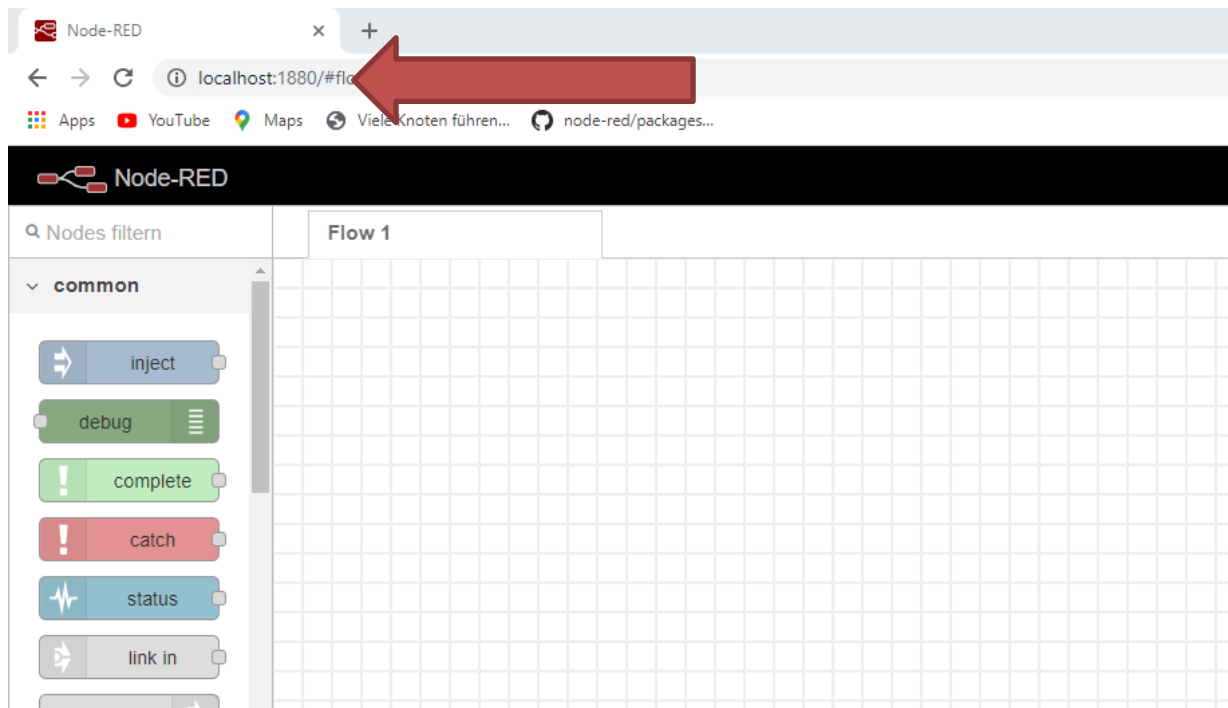 Node-RED
localhost:1880/#flo
Apps YouTube Maps Viele Knoten führen... node-red/packages...
Node-RED
Nodes filtern Flow 1
common
inject
debug
complete
catch
status
link in